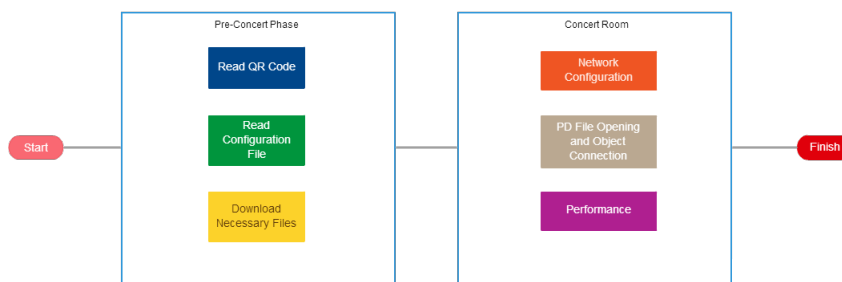 Pre-Concert Phase
Concert Room
Start
Read QR Code
Read
Configuration
File
Download
Necessary Files
Network
Configuration
PD File Opening
and Object
Connection
Performance
Finish